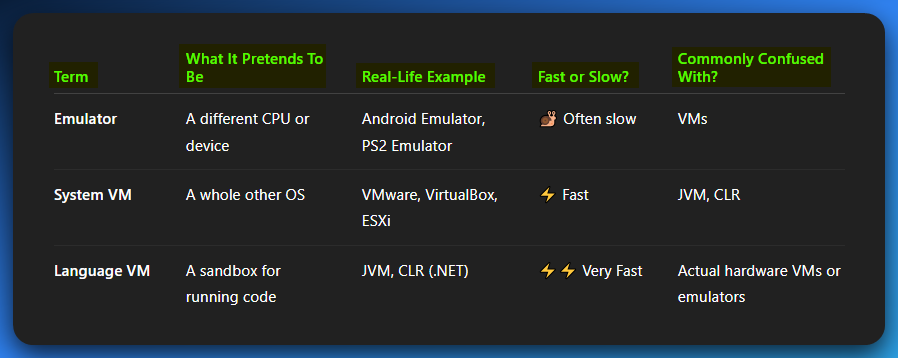 Term
What It Pretends To
Be
Real-Life Example
Fast or Slow?
Commonly Confused
With?
Emulator
A different CPU or
device
Android Emulator,
PS2 Emulator
🐌 Often slow
VMs
System VM
A whole other OS
VMware, VirtualBox,
ESXi
⚡ Fast
JVM, CLR
Language VM
A sandbox for
running code
JVM, CLR (.NET)
⚡⚡ Very Fast
Actual hardware VMs or
emulators